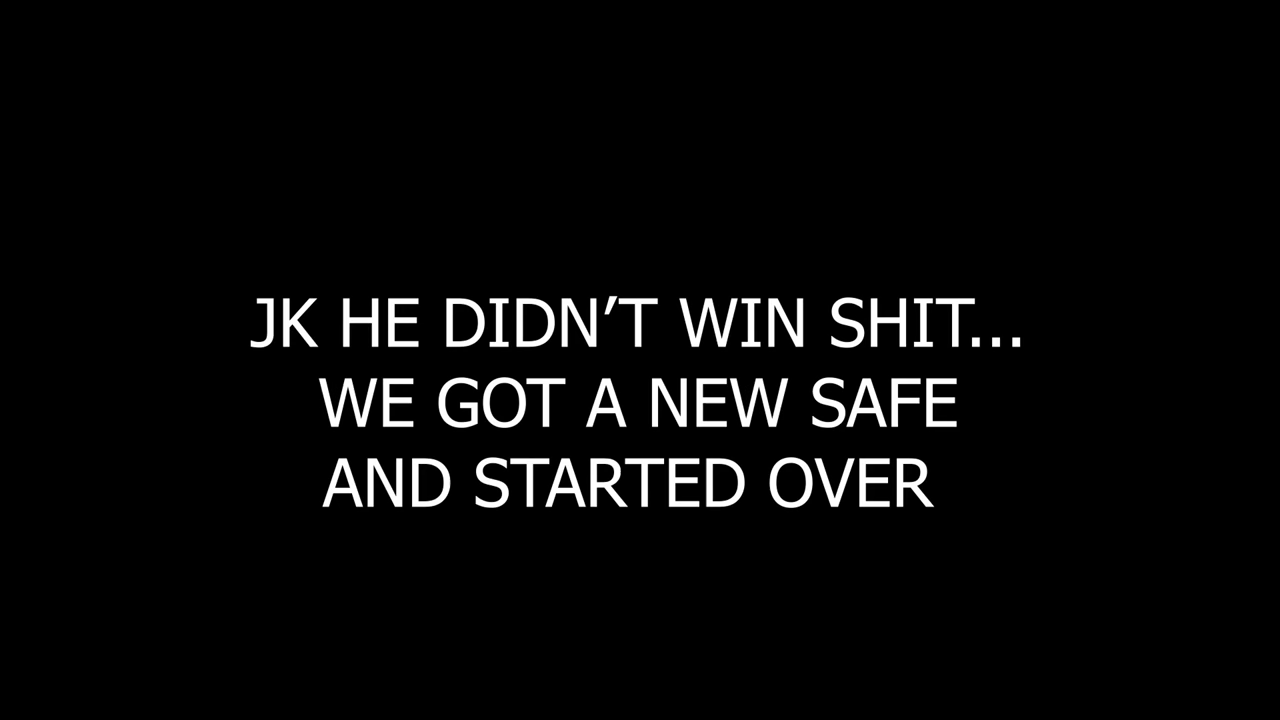 JK HE DIDN’T WIN SHIT...
WE GOT A NEW SAFE
AND STARTED OVER